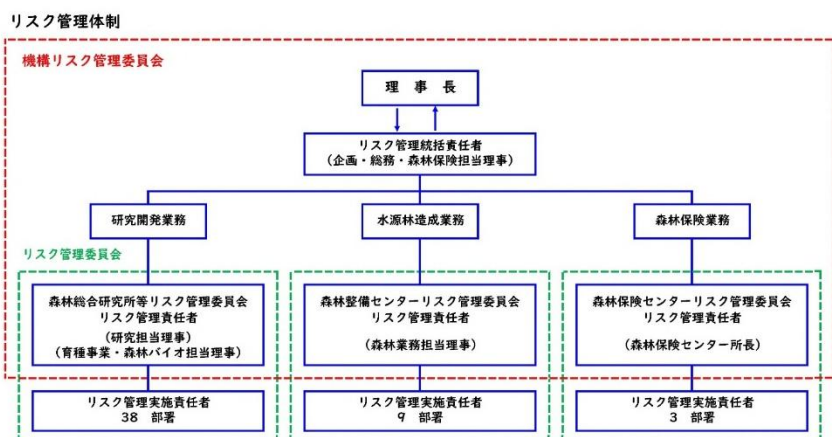 リスク管理体制
機構リスク管理委員会
理 事 長
リスク管理統括責任者
(企画・総務・森林保険担当理事)
研究開発業務
水源林造成業務
森林保険業務
リスク管理委員会
森林総合研究所等リスク管理委員会
リスク管理責任者
(研究担当理事)
(育種事業・森林バイオ担当理事)
森林整備センターリスク管理委員会
リスク管理責任者
(森林業務担当理事)
森林保険センターリスク管理委員会
リスク管理責任者
(森林保険センター所長)
リスク管理実施責任者
38 部署
リスク管理実施責任者
9 部署
リスク管理実施責任者
3 部署